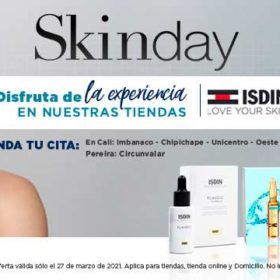 Skinday
Disfruta de la experiencia
EN NUESTRAS TIENDAS
ISDIN
LOVE YOUR SKIN
NDA TU CITA:
En Cali: Imbanaco - Chipichape - Unicentro - Oeste
Pereira: Circunvalar
ISDIN
ISDIN
ferta válida sólo el 27 de marzo de 2021. Aplica para tiendas, tienda online y Domicilio. No